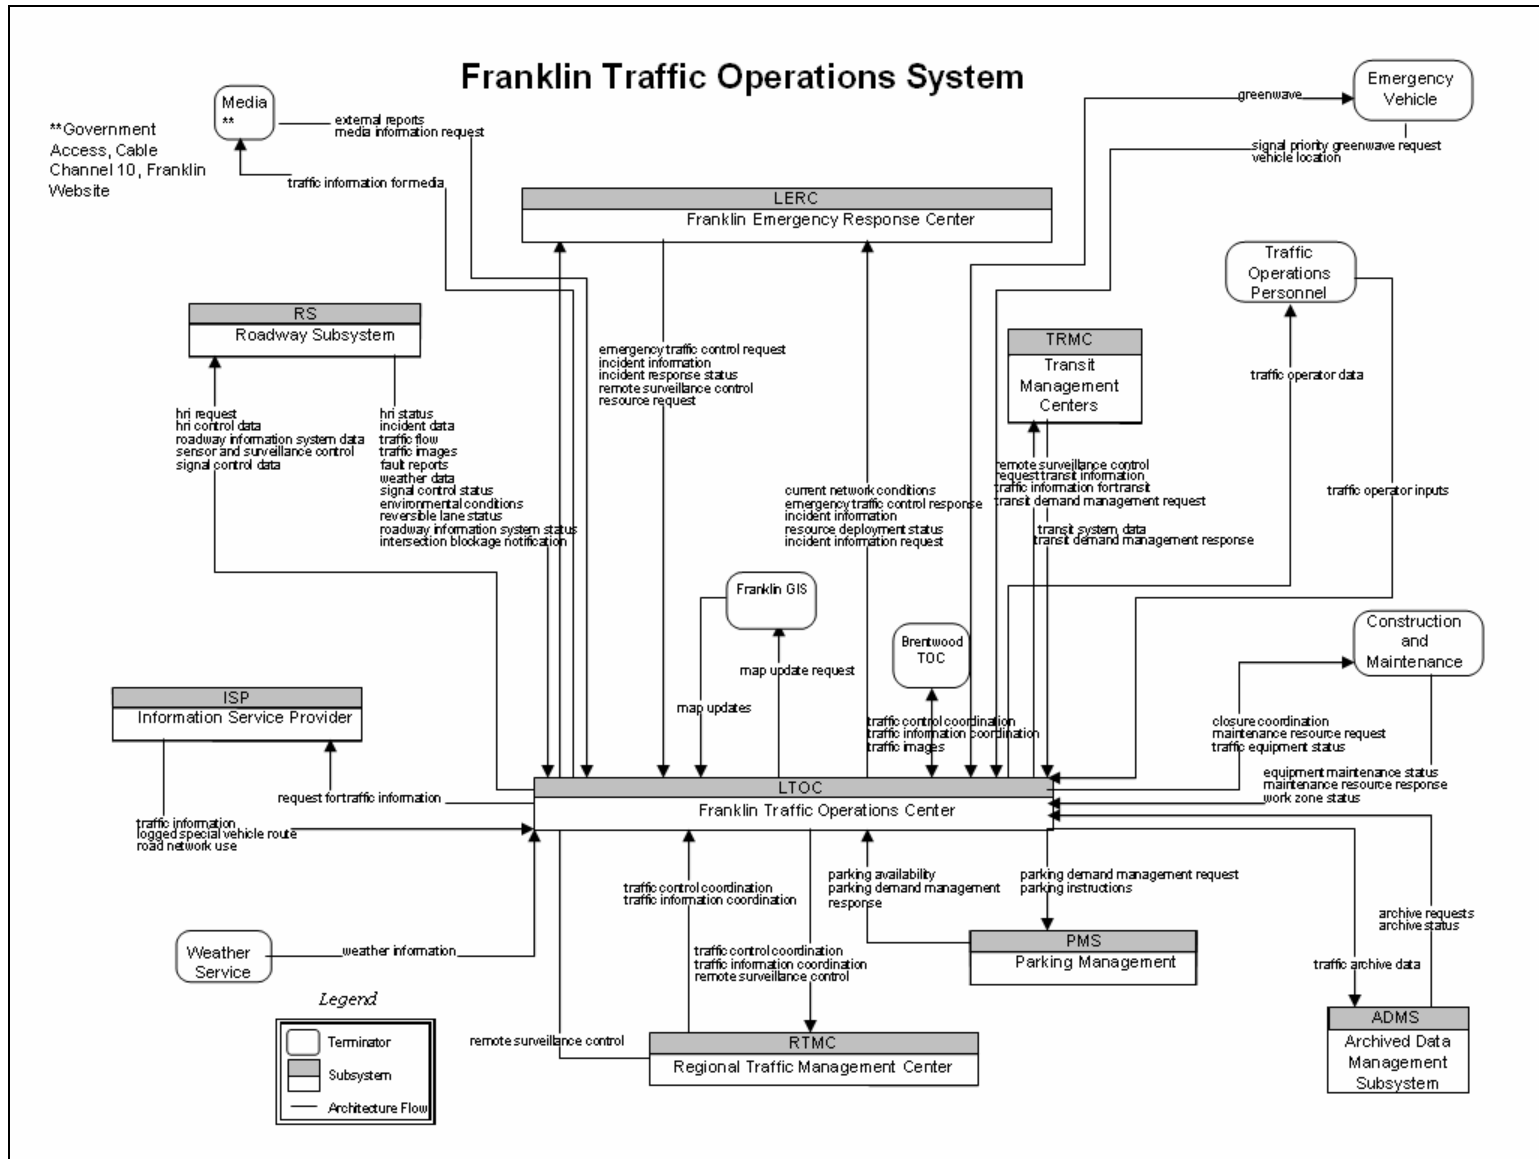 Franklin Traffic Operations System
Media
**
**Government
Access, Cable
Channel 10, Franklin
Website
external reports
media information request
traffic information for media
greenwave
Emergency
Vehicle
signal priority greenwave request
vehicle location
LERC
Franklin Emergency Response Center
Traffic
Operations
Personnel
RS
Roadway Subsystem
TRMC
Transit
Management
Centers
emergency traffic control request
incident information
incident response status
remote surveillance control
resource request
traffic operator data
hri request
hri control data
roadway information system data
sensor and surveillance control
signal control data
hri status
incident data
traffic flow
traffic images
fault reports
weather data
signal control status
environmental conditions
reversible lane status
roadway information system status
intersection blockage notification
current network conditions
emergency traffic control response
incident information
resource deployment status
incident information request
remote surveillance control
request transit information
traffic information for transit
transit demand management request
transit system data
transit demand management response
traffic operator inputs
Franklin GIS
map update request
map updates
Brentwood
TOC
traffic control coordination
traffic information coordination
traffic images
Construction
and
Maintenance
closure coordination
maintenance resource request
traffic equipment status
equipment maintenance status
maintenance resource response
work zone status
ISP
Information Service Provider
request for traffic information
traffic information
logged special vehicle route
road network use
LTOC
Franklin Traffic Operations Center
traffic control coordination
traffic information coordination
parking availability
parking demand management
response
parking demand management request
parking instructions
archive requests
archive status
Weather
Service
weather information
traffic control coordination
traffic information coordination
remote surveillance control
PMS
Parking Management
traffic archive data
Legend
Terminator
Subsystem
Architecture Flow
remote surveillance control
RTMC
Regional Traffic Management Center
ADMS
Archived Data
Management
Subsystem